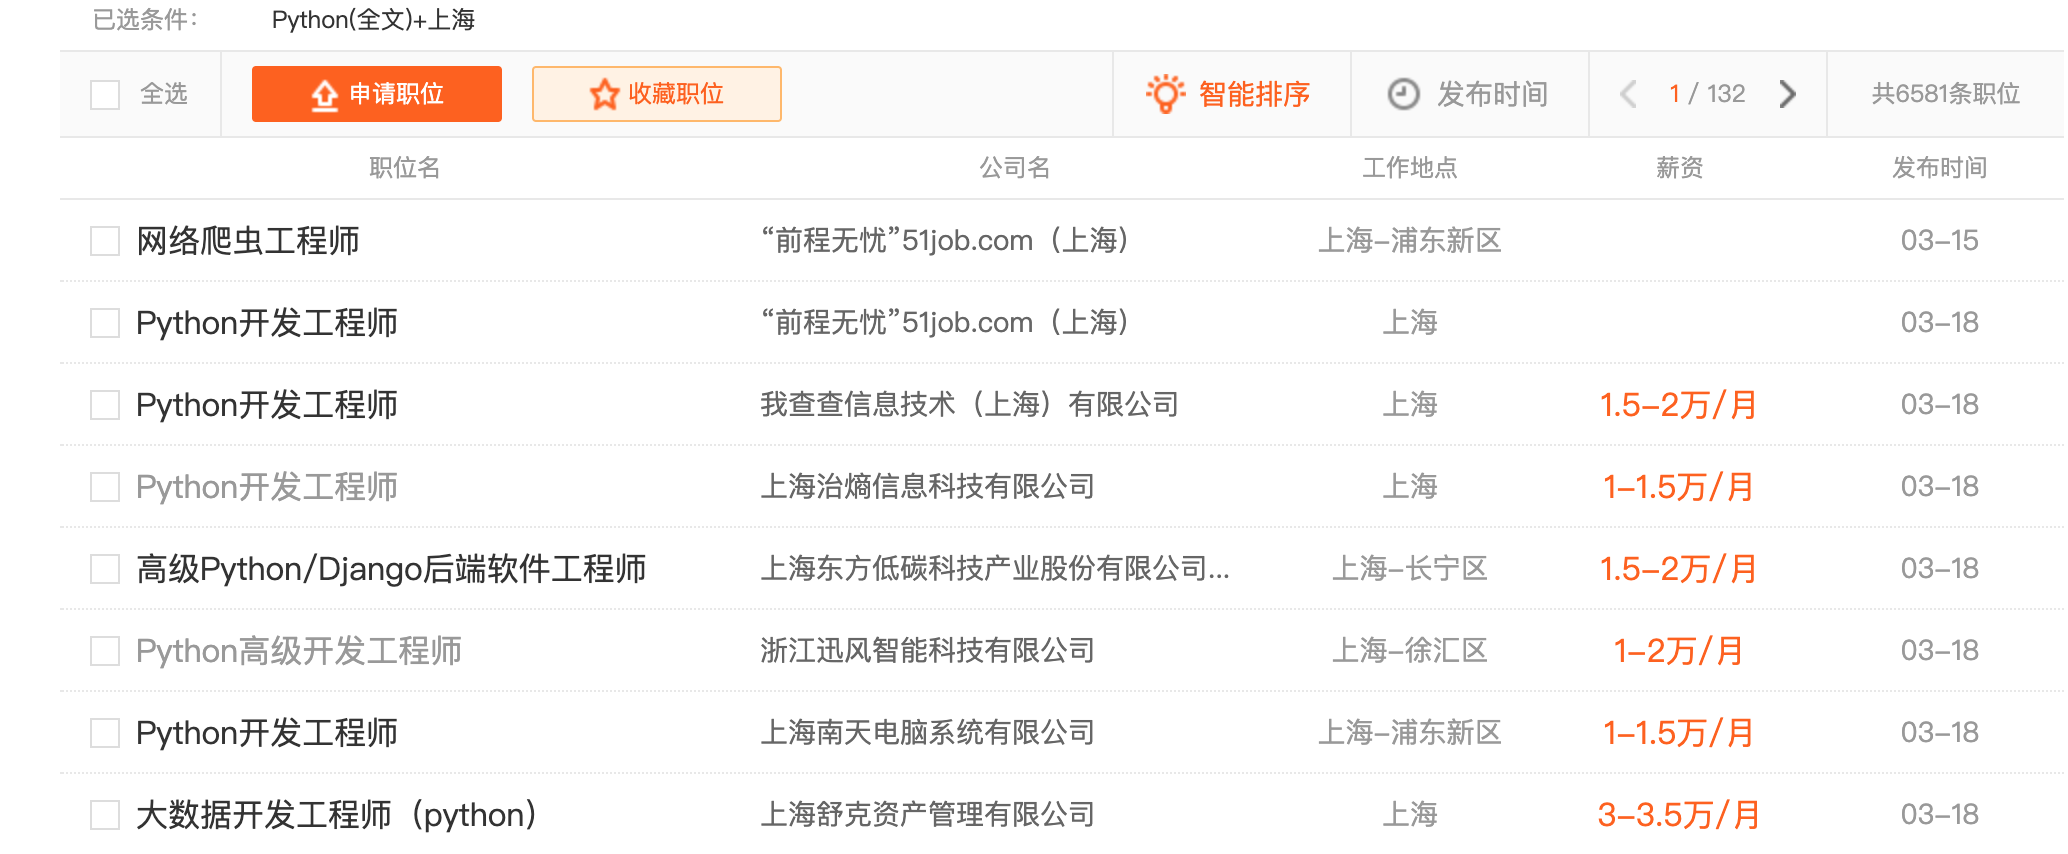 已选条件： Python(全文)+上海
全选 申请职位 收藏职位 智能排序 发布时间 1 / 132 共6581条职位
职位名 公司名 工作地点 薪资 发布时间
网络爬虫工程师 “前程无忧”51job.com（上海） 上海-浦东新区 03-15
Python开发工程师 “前程无忧”51job.com（上海） 上海 03-18
Python开发工程师 我查查信息技术（上海）有限公司 上海 1.5-2万/月 03-18
Python开发工程师 上海治熵信息科技有限公司 上海 1-1.5万/月 03-18
高级Python/Django后端软件工程师 上海东方低碳科技产业股份有限公司... 上海-长宁区 1.5-2万/月 03-18
Python高级开发工程师 浙江迅风智能科技有限公司 上海-徐汇区 1-2万/月 03-18
Python开发工程师 上海南天电脑系统有限公司 上海-浦东新区 1-1.5万/月 03-18
大数据开发工程师（python） 上海舒克资产管理有限公司 上海 3-3.5万/月 03-18